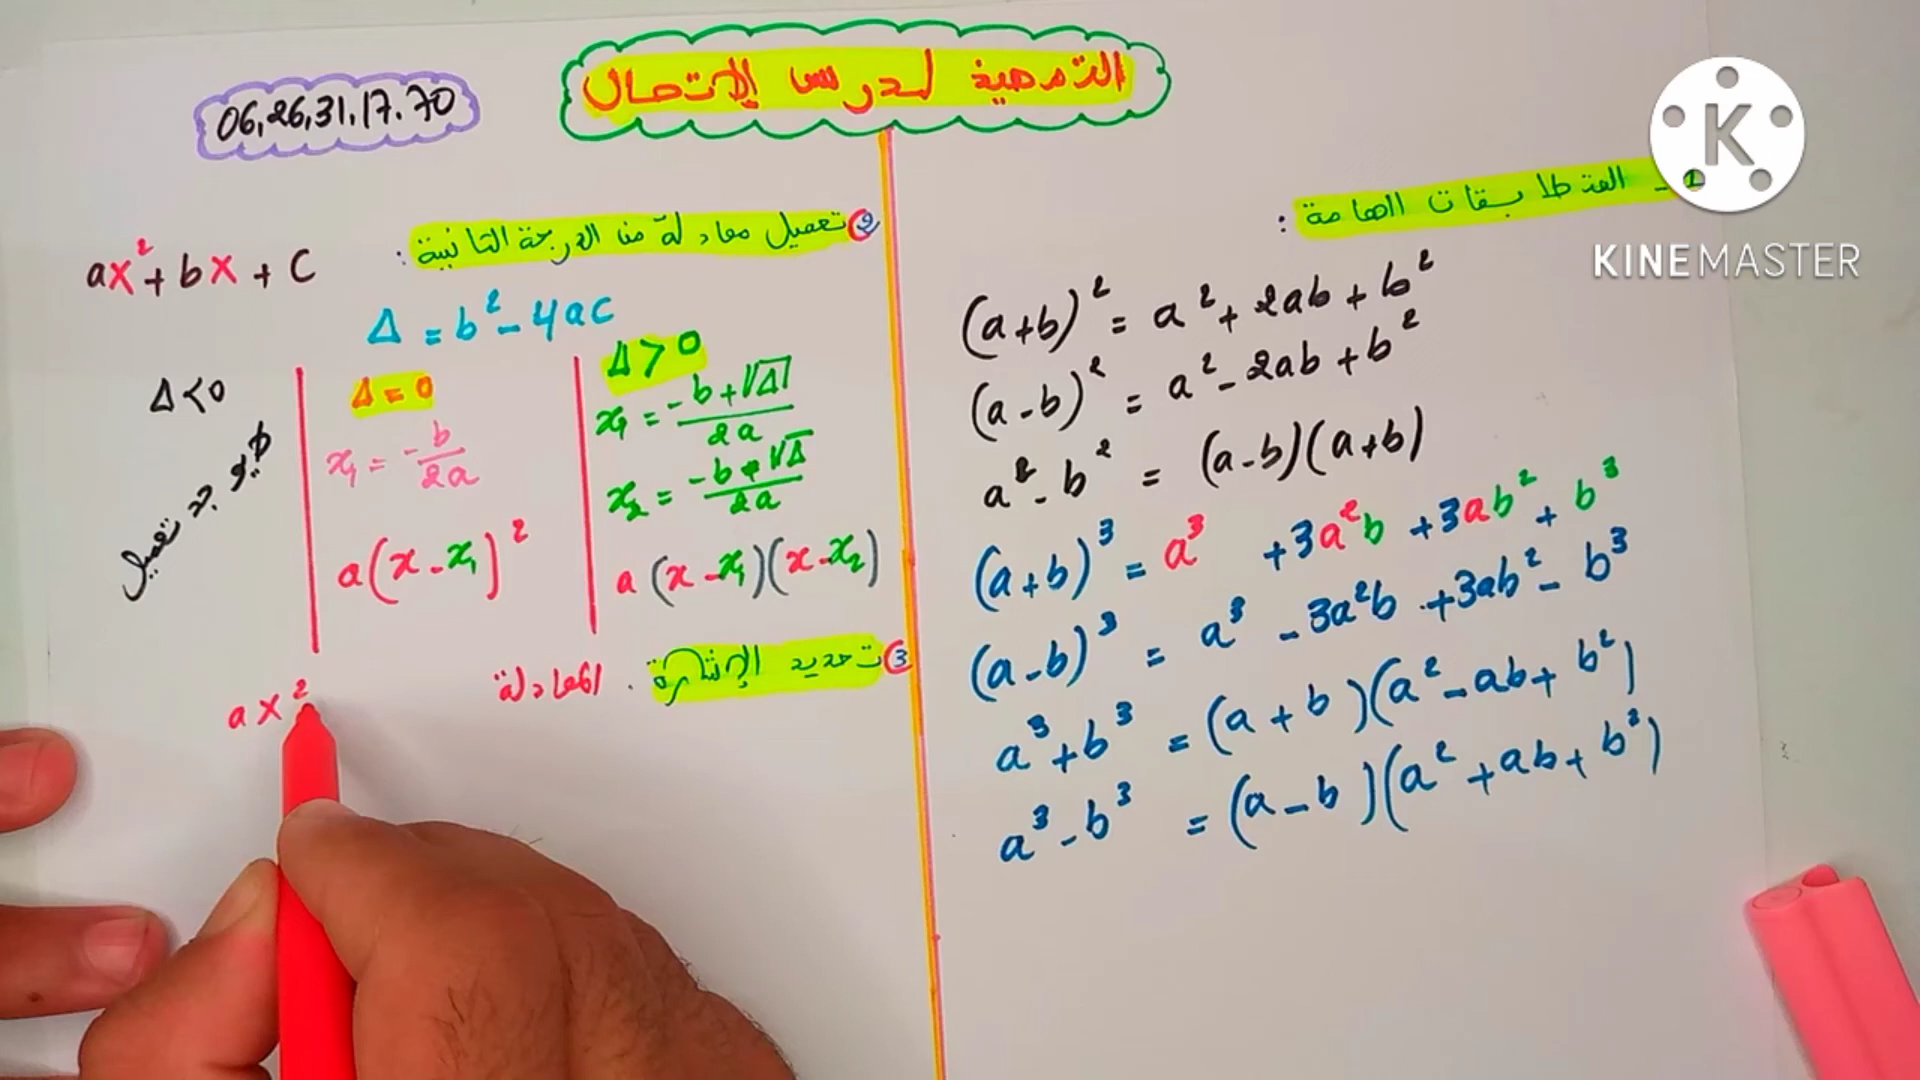 التمهيد لدرس الاتصال
06,26,31,17.70
KINEMASTER
1 - المتطابقات الهامة :
(a+b)² = a² + 2ab + b²
(a-b)² = a² - 2ab + b²
a² - b² = (a-b)(a+b)
(a+b)³ = a³ + 3a²b + 3ab² + b³
(a-b)³ = a³ - 3a²b + 3ab² - b³
a³+b³ = (a+b)(a²-ab+b²)
a³-b³ = (a-b)(a²+ab+b²)
2 تعميل معادلة من الدرجة الثانية :
ax²+bx+c
Δ = b²-4ac
Δ>0
x₁ = -b+√Δ / 2a
x₂ = -b-√Δ / 2a
a(x-x₁)(x-x₂)
Δ=0
x₁ = -b/2a
a(x-x₁)²
Δ<0
لا يوجد تعميل
3 تحديد الإشارة . المعادلة
ax²